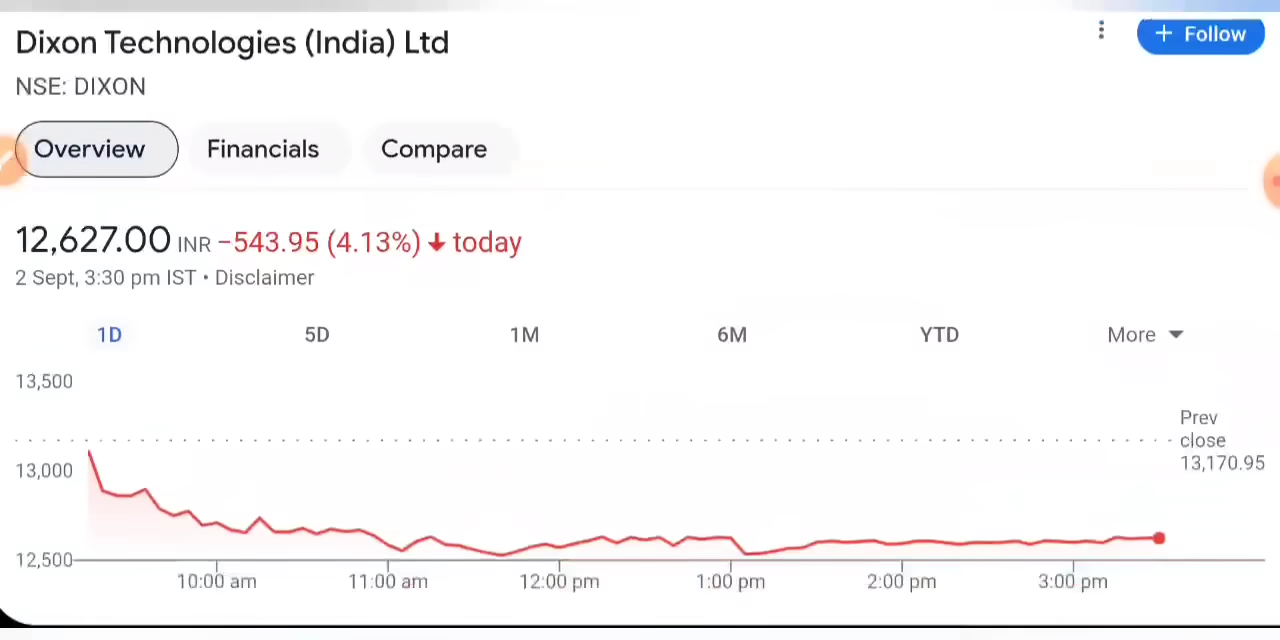 Dixon Technologies (India) Ltd
+ Follow
NSE: DIXON
Overview Financials Compare
12,627.00 INR −543.95 (4.13%) ↓ today
2 Sept, 3:30 pm IST • Disclaimer
1D 5D 1M 6M YTD More
13,500
Prev
close
13,170.95
13,000
12,500
10:00 am 11:00 am 12:00 pm 1:00 pm 2:00 pm 3:00 pm